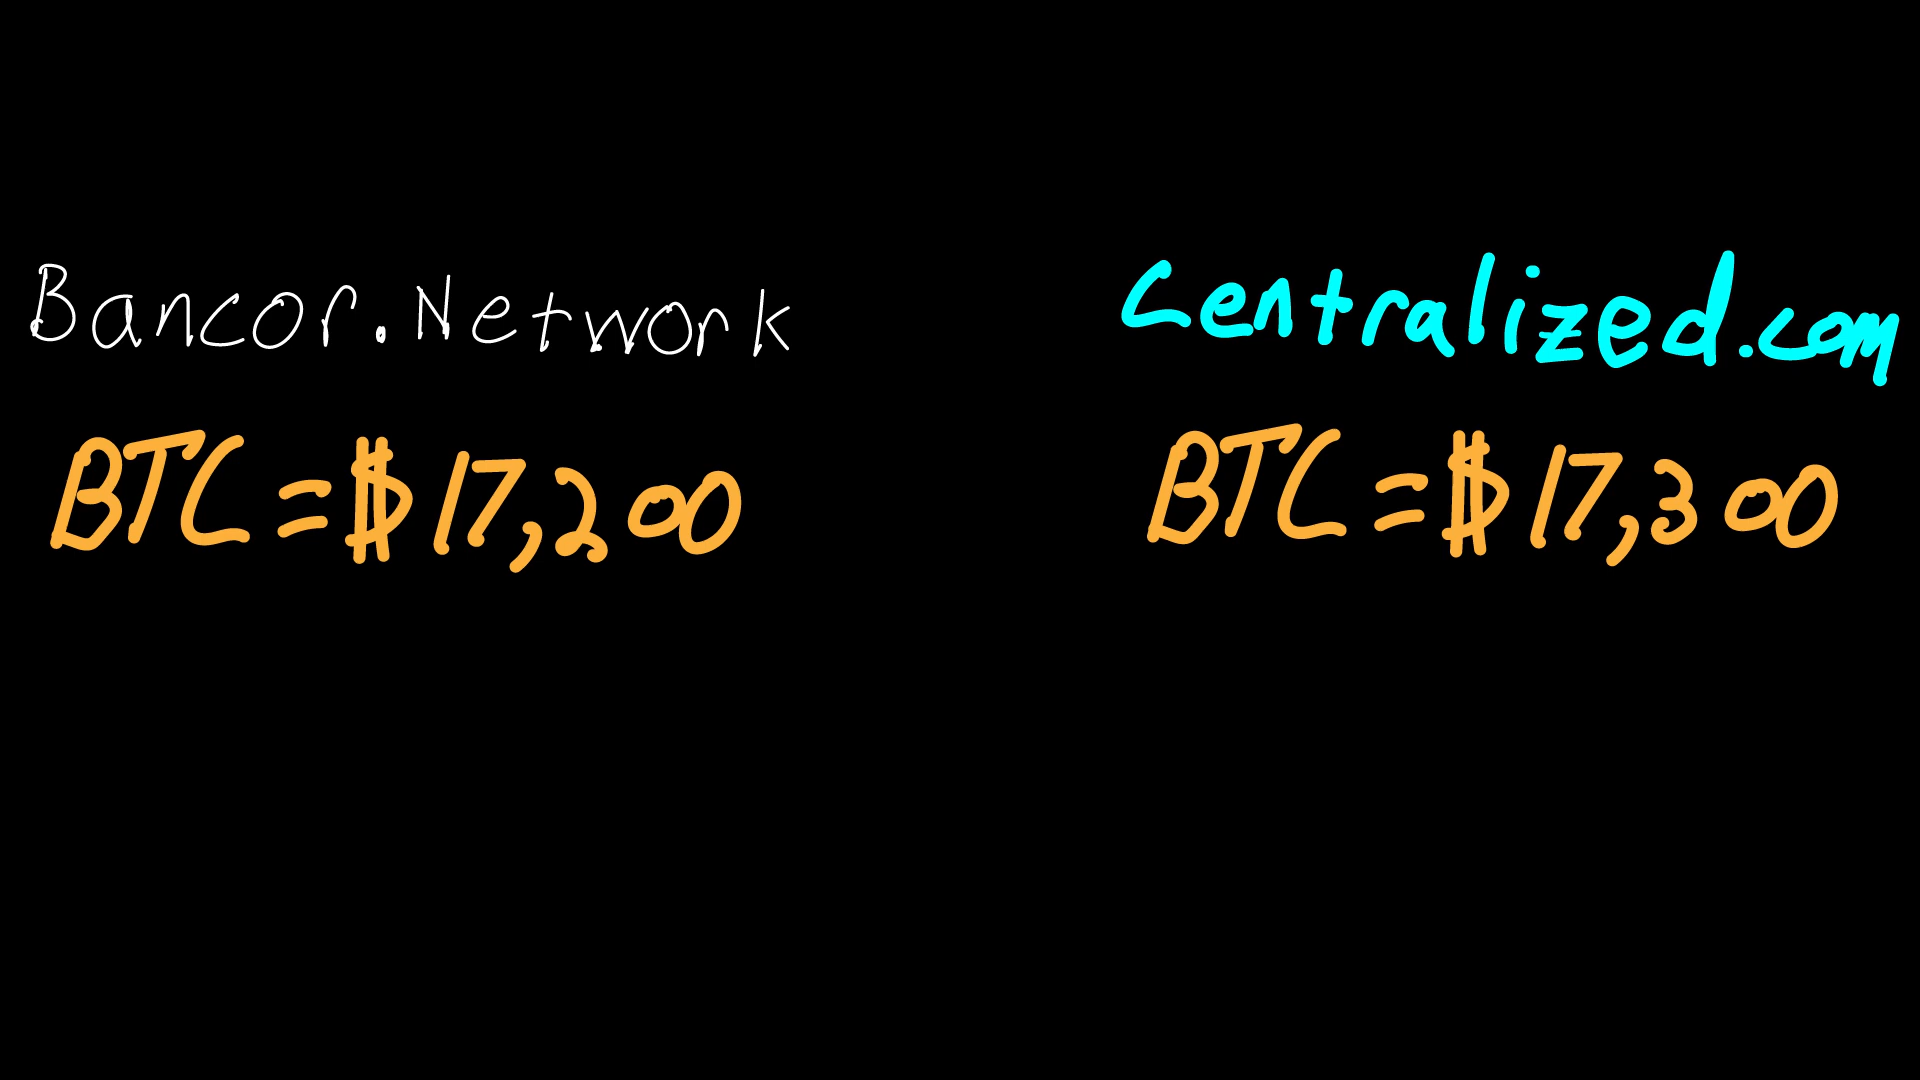 Bancor.Network
BTC = $17,200
Centralized.com
BTC = $17,300